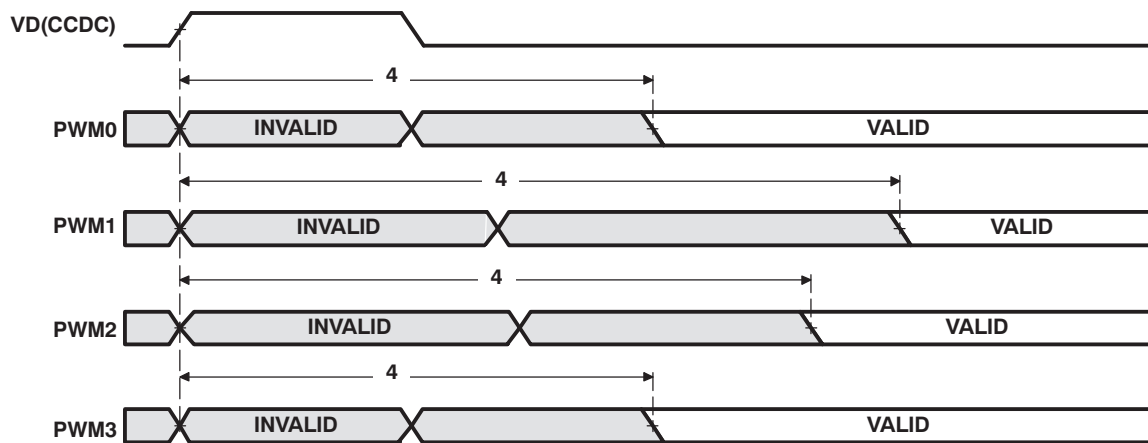 VD(CCDC)
4
PWM0 INVALID VALID
4
PWM1 INVALID VALID
4
PWM2 INVALID VALID
4
PWM3 INVALID VALID